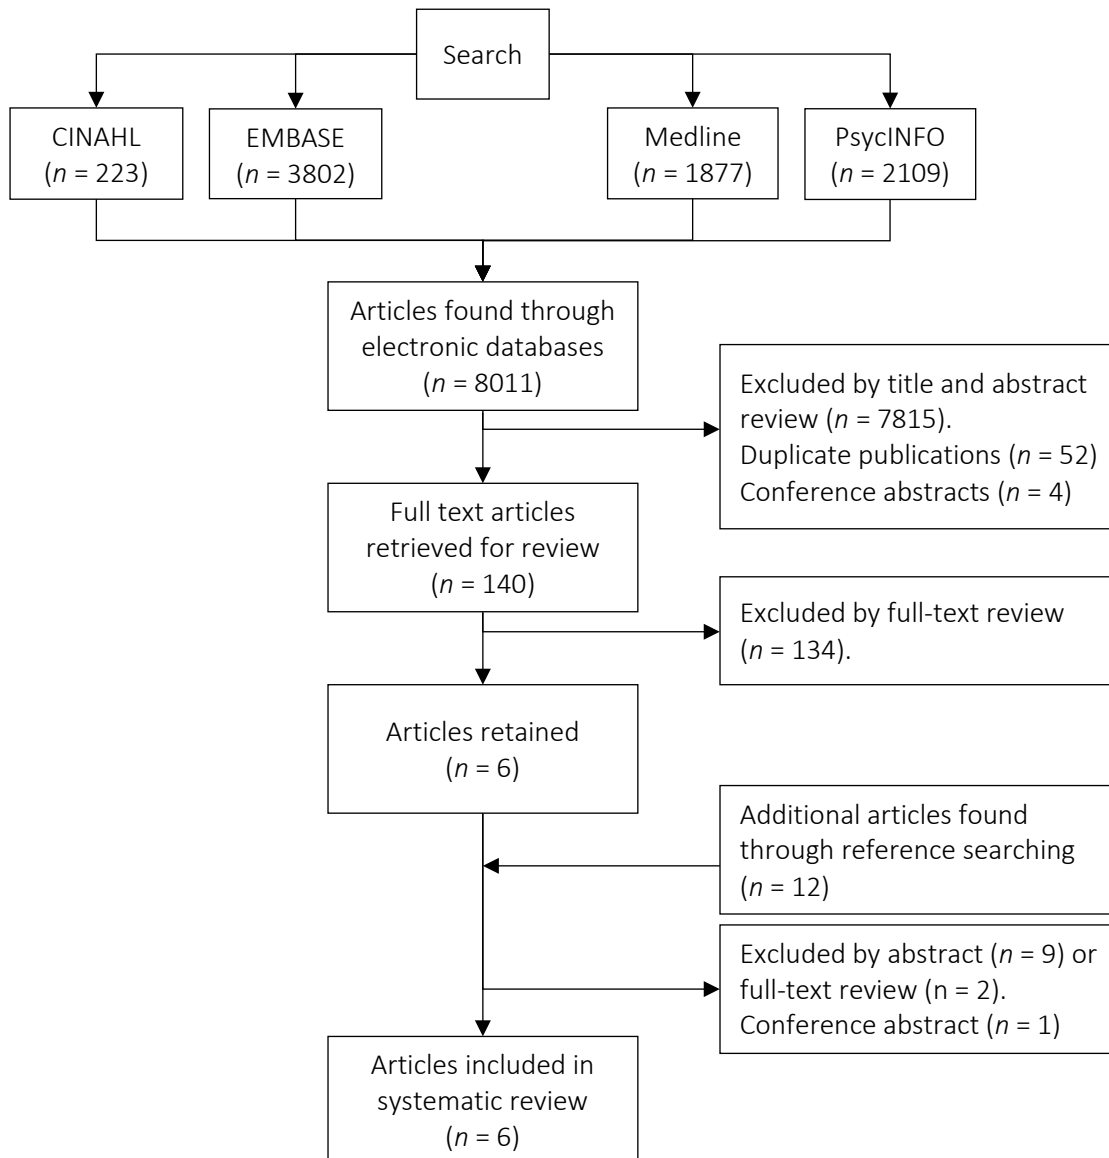 Search
CINAHL
(n = 223)
EMBASE
(n = 3802)
Medline
(n = 1877)
PsycINFO
(n = 2109)
Articles found through
electronic databases
(n = 8011)
Excluded by title and abstract
review (n = 7815).
Duplicate publications (n = 52)
Conference abstracts (n = 4)
Full text articles
retrieved for review
(n = 140)
Excluded by full-text review
(n = 134).
Articles retained
(n = 6)
Additional articles found
through reference searching
(n = 12)
Excluded by abstract (n = 9) or
full-text review (n = 2).
Conference abstract (n = 1)
Articles included in
systematic review
(n = 6)